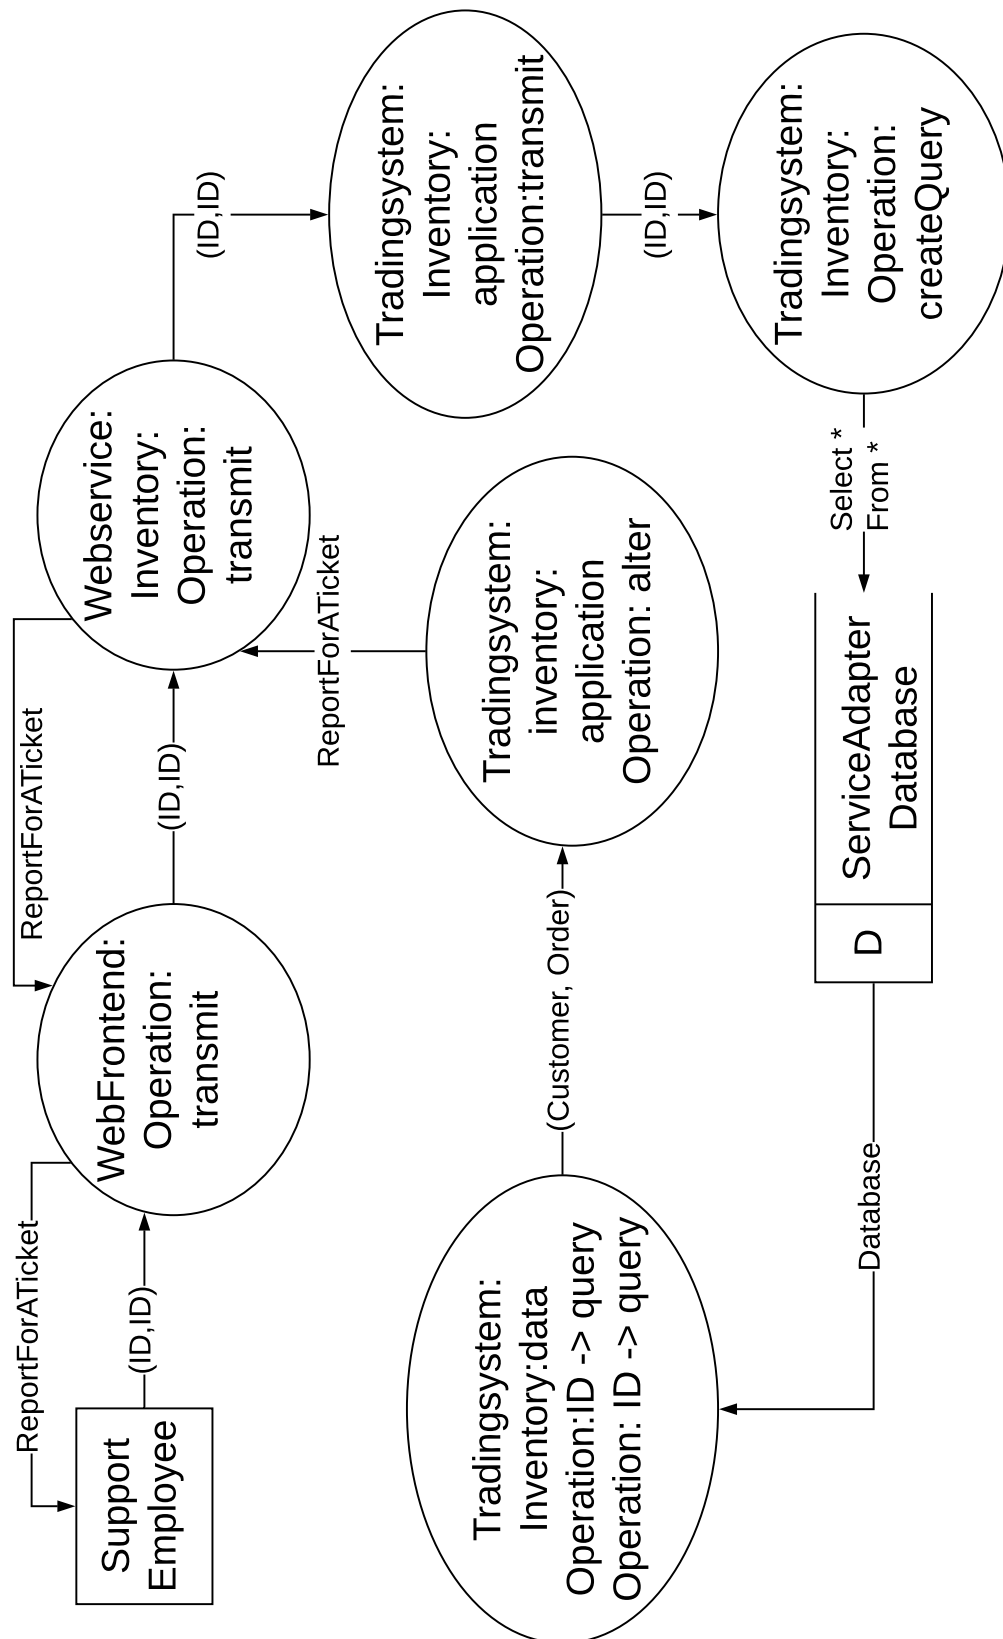 Support
Employee
ReportForATicket
(ID,ID)
WebFrontend:
Operation:
transmit
ReportForATicket
(ID,ID)
Webservice:
Inventory:
Operation:
transmit
(ID,ID)
Tradingsystem:
Inventory:
application
Operation:transmit
(ID,ID)
Tradingsystem:
Inventory:
Operation:
createQuery
Select *
From *
D
ServiceAdapter
Database
Database
Tradingsystem:
Inventory:data
Operation:ID -> query
Operation: ID -> query
(Customer, Order)
Tradingsystem:
inventory:
application
Operation: alter
ReportForATicket